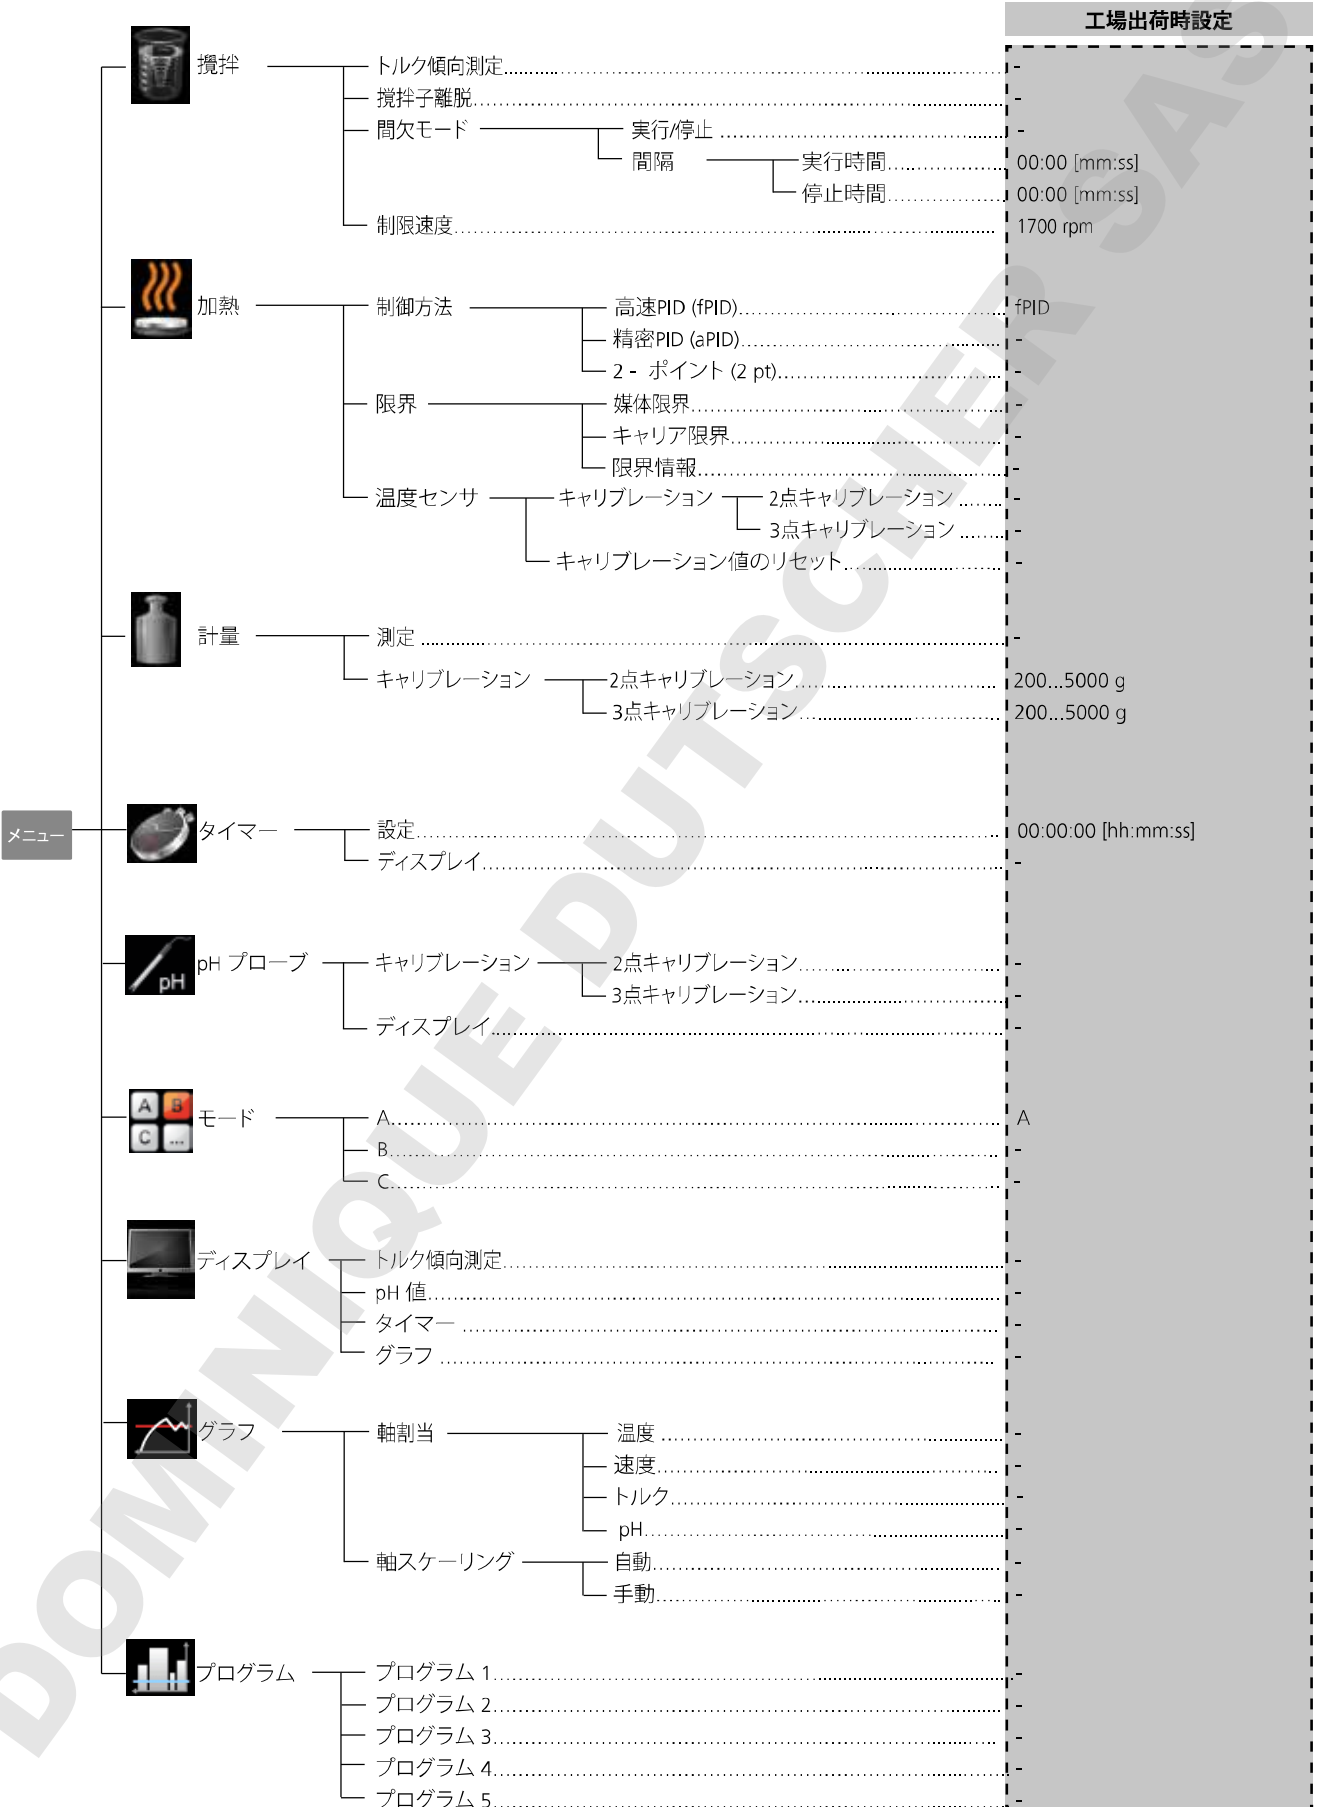 工場出荷時設定
攪拌 トルク傾向測定 -
撹拌子離脱 -
間欠モード 実行/停止 -
間隔 実行時間 00:00 [mm:ss]
停止時間 00:00 [mm:ss]
制限速度 1700 rpm
加熱 制御方法 高速PID (fPID) fPID
精密PID (aPID) -
2 - ポイント (2 pt) -
限界 媒体限界 -
キャリア限界 -
限界情報 -
温度センサ キャリブレーション 2点キャリブレーション -
3点キャリブレーション -
キャリブレーション値のリセット -
計量 測定 -
キャリブレーション 2点キャリブレーション 200...5000 g
3点キャリブレーション 200...5000 g
メニュー タイマー 設定 00:00:00 [hh:mm:ss]
ディスプレイ -
pH
pH プローブ キャリブレーション 2点キャリブレーション -
3点キャリブレーション -
ディスプレイ -
A B
C ...
モード A A
B -
C -
ディスプレイ トルク傾向測定 -
pH 値 -
タイマー -
グラフ -
グラフ 軸割当 温度 -
速度 -
トルク -
pH -
軸スケーリング 自動 -
手動 -
プログラム プログラム 1 -
プログラム 2 -
プログラム 3 -
プログラム 4 -
プログラム 5 -
DOMINIQUE DUTSCHER SAS